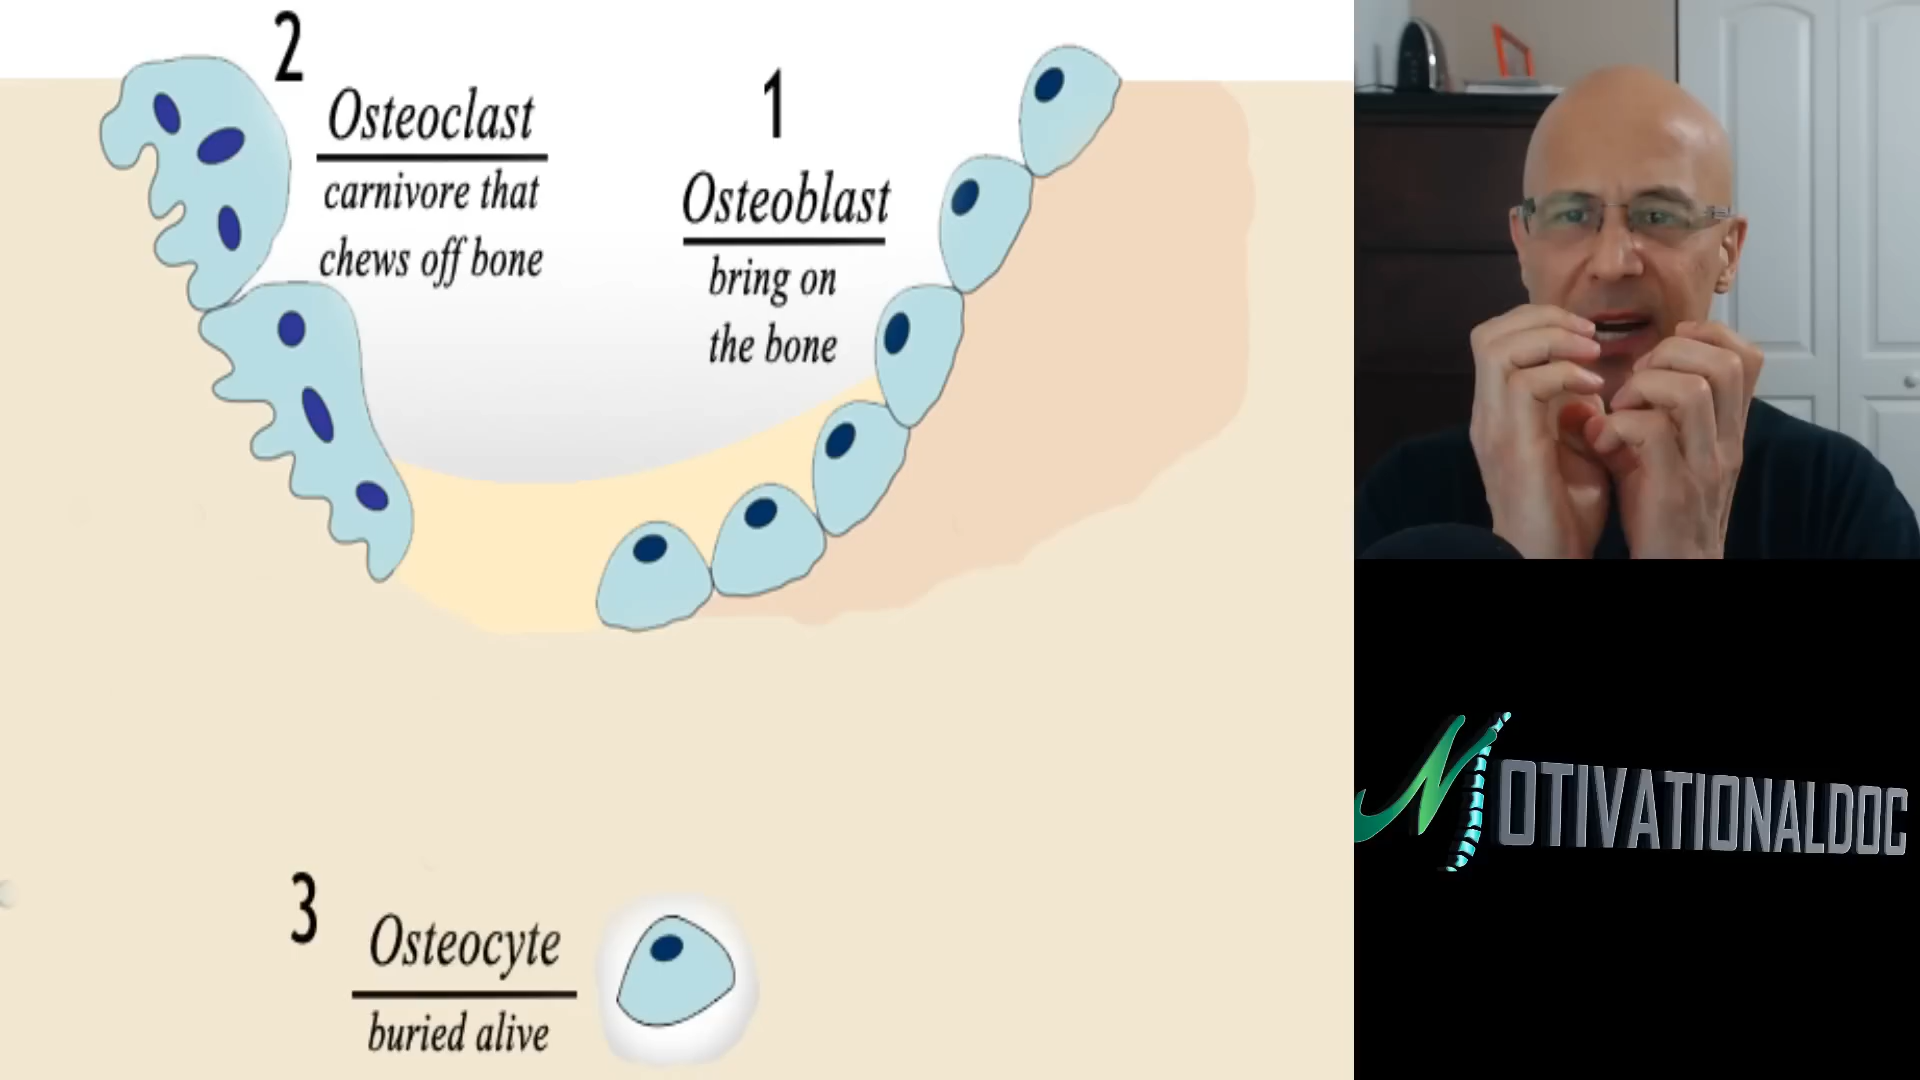 2
Osteoclast
carnivore that
chews off bone
1
Osteoblast
bring on
the bone
3
Osteocyte
buried alive
MOTIVATIONALDOC